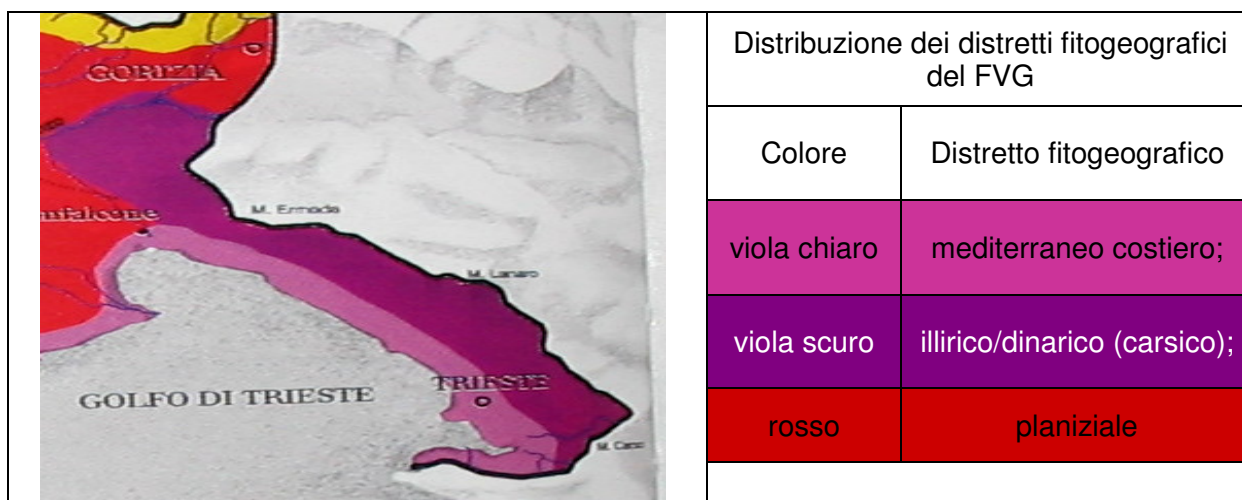 GORIZIA
M. Ermada
M. Lanaro
TRIESTE
GOLFO DI TRIESTE
Distribuzione dei distretti fitogeografici
del FVG
Colore Distretto fitogeografico
viola chiaro mediterraneo costiero;
viola scuro illirico/dinarico (carsico);
rosso planiziale